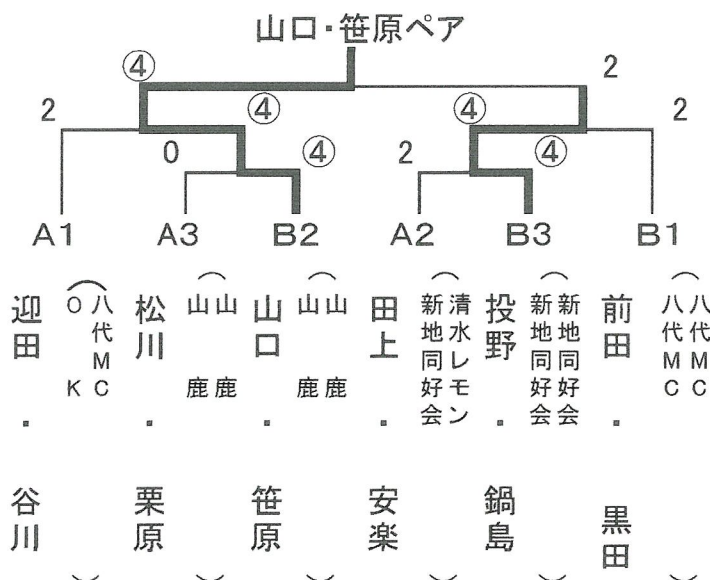 山口・笹原ペア
④ 2
2 ④ ④ 2
0 ④ 2 ④
A1 A3 B2 A2 B3 B1
迎田・谷川
(八代MC
OK)
松川・栗原
(山鹿
山鹿)
山口・笹原
(山鹿
山鹿)
田上・安楽
(清水レモン
新地同好会)
投野・鍋島
(新地同好会
新地同好会)
前田・黒田
(八代MC
八代MC)